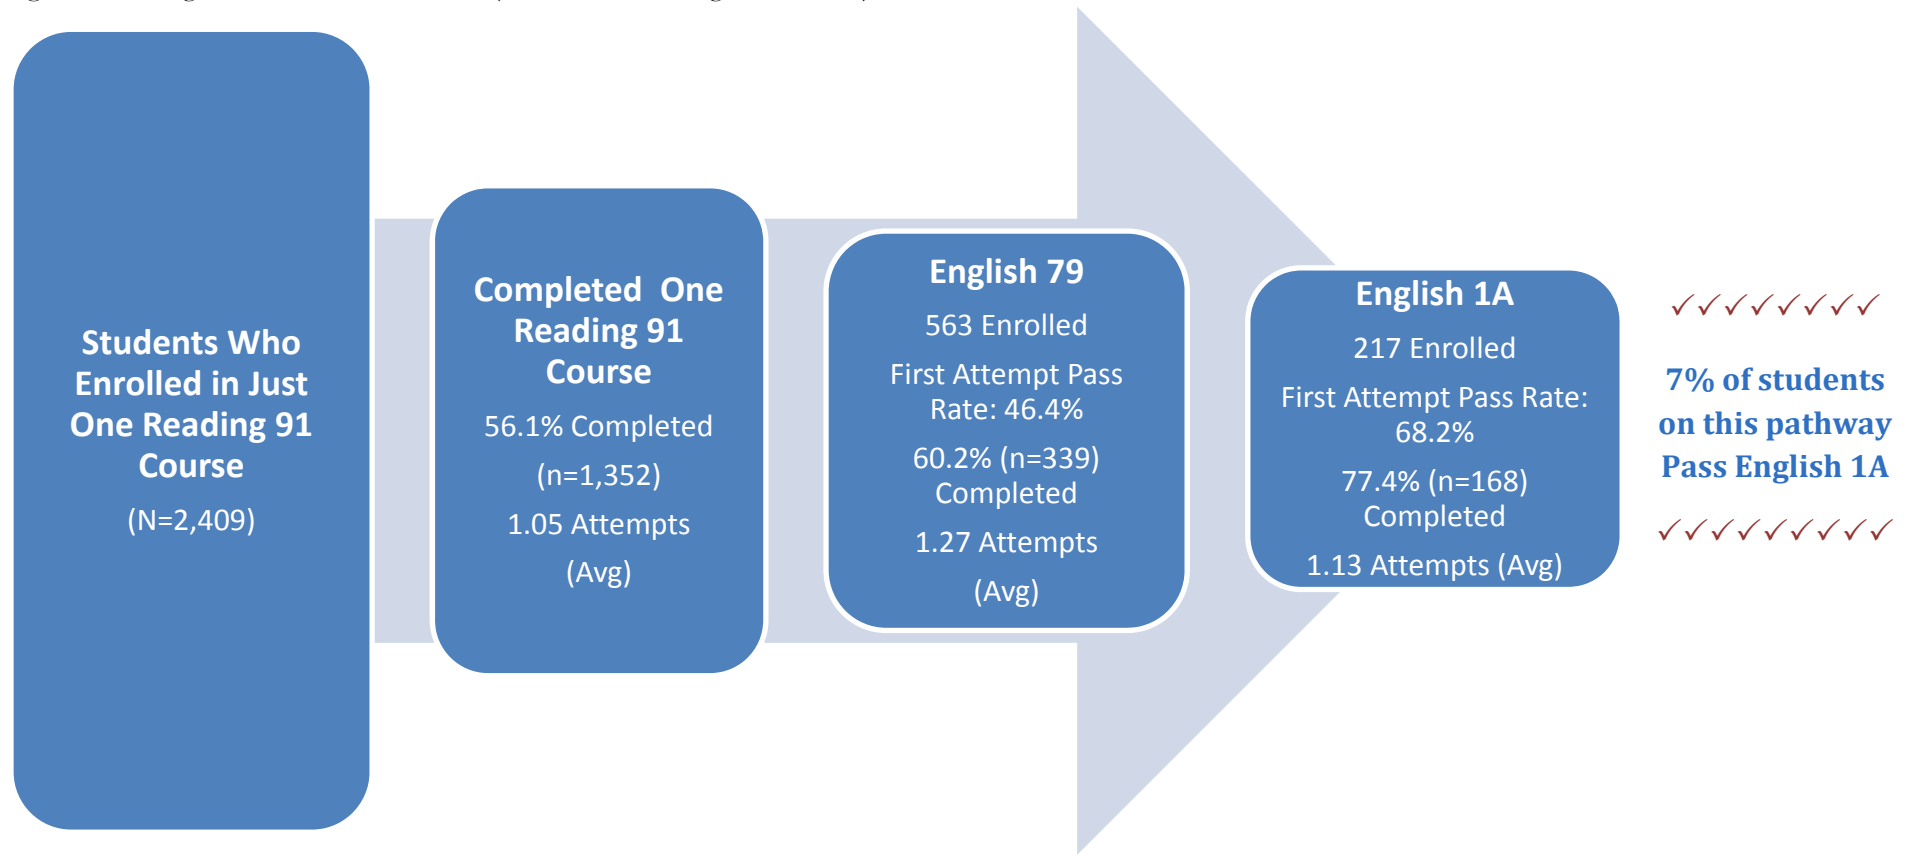 Students Who
Enrolled in Just
One Reading 91
Course
(N=2,409)
Completed One
Reading 91
Course
56.1% Completed
(n=1,352)
1.05 Attempts
(Avg)
English 79
563 Enrolled
First Attempt Pass
Rate: 46.4%
60.2% (n=339)
Completed
1.27 Attempts
(Avg)
English 1A
217 Enrolled
First Attempt Pass Rate:
68.2%
77.4% (n=168)
Completed
1.13 Attempts (Avg)
✓✓✓✓✓✓✓✓
7% of students
on this pathway
Pass English 1A
✓✓✓✓✓✓✓✓✓